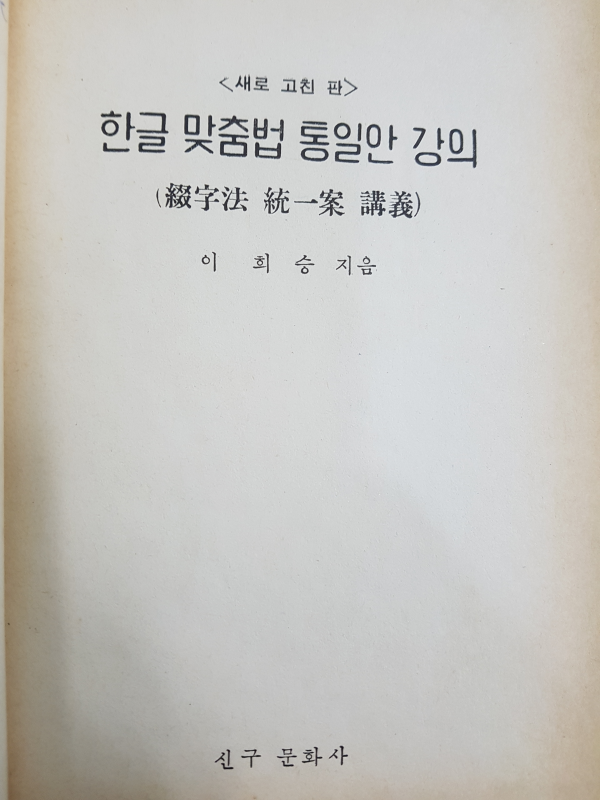 <새로 고친 판>
한글 맞춤법 통일안 강의
(綴字法 統一案 講義)
이 희 승 지음
신구 문화사